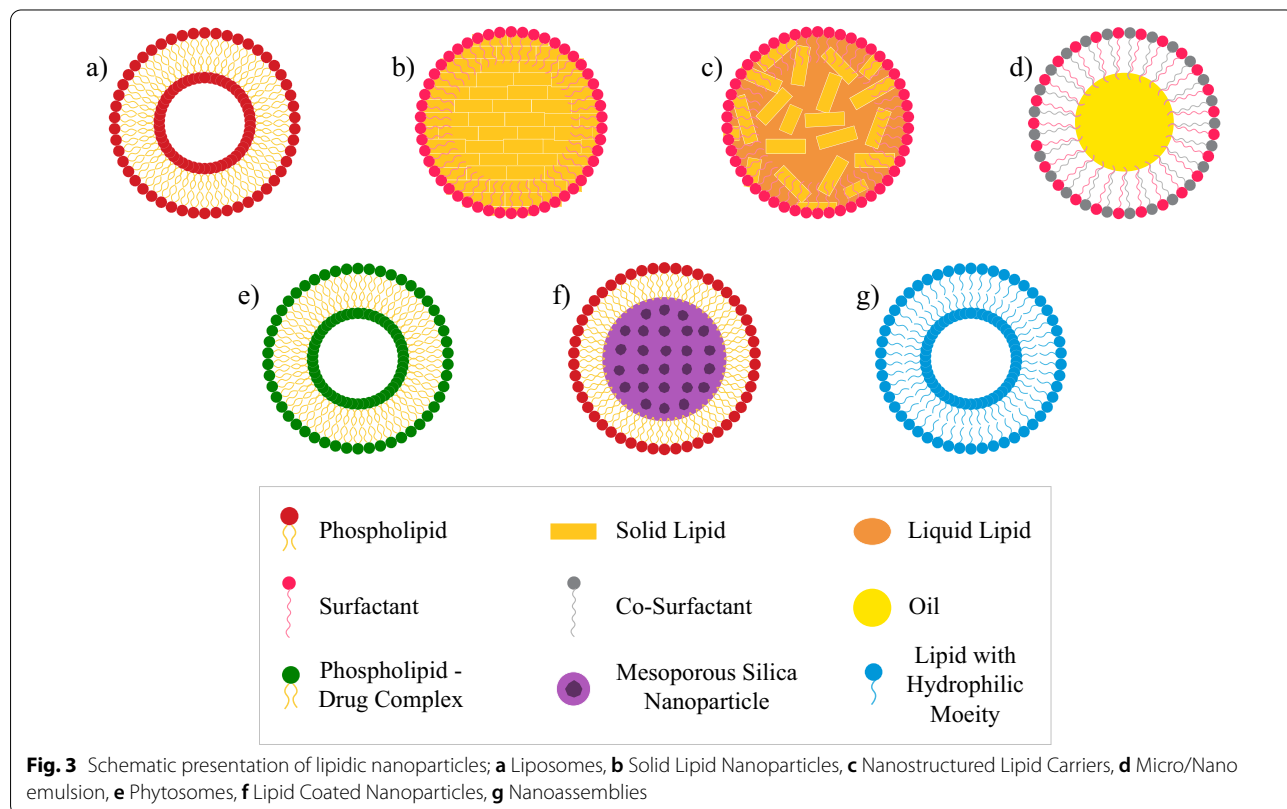 a)
b)
c)
d)
e)
f)
g)
Phospholipid
Solid Lipid
Liquid Lipid
Surfactant
Co-Surfactant
Oil
Phospholipid -
Drug Complex
Mesoporous Silica
Nanoparticle
Lipid with
Hydrophilic
Moeity
Fig. 3 Schematic presentation of lipidic nanoparticles; a Liposomes, b Solid Lipid Nanoparticles, c Nanostructured Lipid Carriers, d Micro/Nano
emulsion, e Phytosomes, f Lipid Coated Nanoparticles, g Nanoassemblies